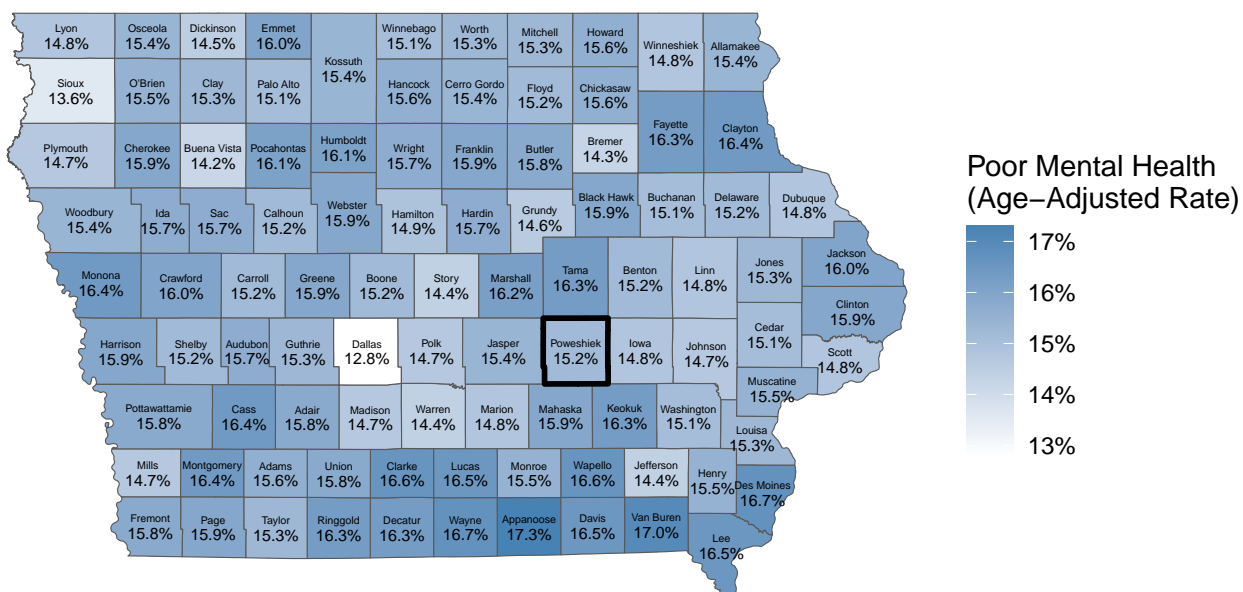 Lyon
14.8%
Osceola
15.4%
Dickinson
14.5%
Emmet
16.0%
Kossuth
15.4%
Winnebago
15.1%
Worth
15.3%
Mitchell
15.3%
Howard
15.6%
Winneshiek
14.8%
Allamakee
15.4%
Sioux
13.6%
O'Brien
15.5%
Clay
15.3%
Palo Alto
15.1%
Hancock
15.6%
Cerro Gordo
15.4%
Floyd
15.2%
Chickasaw
15.6%
Fayette
16.3%
Clayton
16.4%
Plymouth
14.7%
Cherokee
15.9%
Buena Vista
14.2%
Pocahontas
16.1%
Humboldt
16.1%
Wright
15.7%
Franklin
15.9%
Butler
15.8%
Bremer
14.3%
Woodbury
15.4%
Ida
15.7%
Sac
15.7%
Calhoun
15.2%
Webster
15.9%
Hamilton
14.9%
Hardin
15.7%
Grundy
14.6%
Black Hawk
15.9%
Buchanan
15.1%
Delaware
15.2%
Dubuque
14.8%
Monona
16.4%
Crawford
16.0%
Carroll
15.2%
Greene
15.9%
Boone
15.2%
Story
14.4%
Marshall
16.2%
Tama
16.3%
Benton
15.2%
Linn
14.8%
Jones
15.3%
Jackson
16.0%
Clinton
15.9%
Harrison
15.9%
Shelby
15.2%
Audubon
15.7%
Guthrie
15.3%
Dallas
12.8%
Polk
14.7%
Jasper
15.4%
Poweshiek
15.2%
Iowa
14.8%
Johnson
14.7%
Cedar
15.1%
Scott
14.8%
Muscatine
15.5%
Pottawattamie
15.8%
Cass
16.4%
Adair
15.8%
Madison
14.7%
Warren
14.4%
Marion
14.8%
Mahaska
15.9%
Keokuk
16.3%
Washington
15.1%
Louisa
15.3%
Mills
14.7%
Montgomery
16.4%
Adams
15.6%
Union
15.8%
Clarke
16.6%
Lucas
16.5%
Monroe
15.5%
Wapello
16.6%
Jefferson
14.4%
Henry
15.5%
Des Moines
16.7%
Fremont
15.8%
Page
15.9%
Taylor
15.3%
Ringgold
16.3%
Decatur
16.3%
Wayne
16.7%
Appanoose
17.3%
Davis
16.5%
Van Buren
17.0%
Lee
16.5%
Poor Mental Health
(Age−Adjusted Rate)
17%
16%
15%
14%
13%